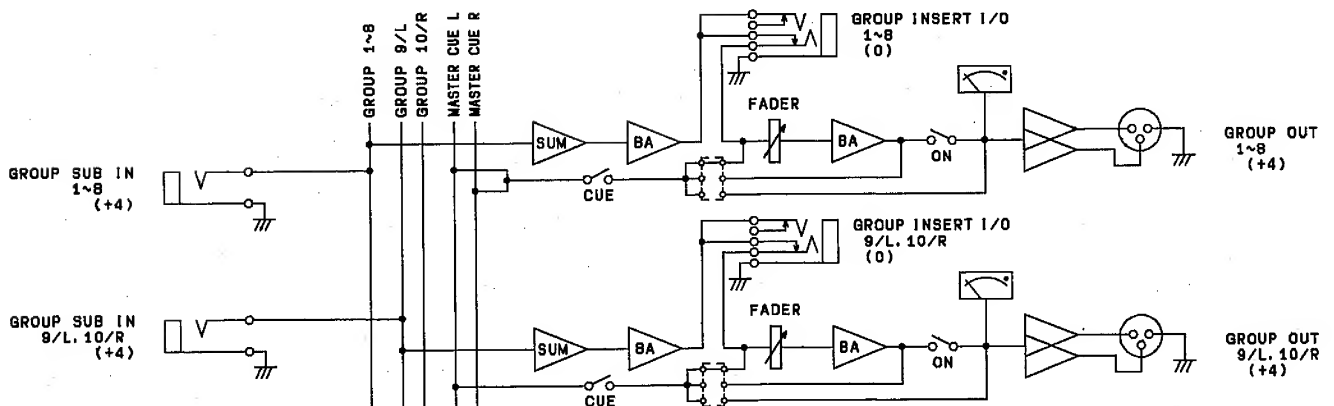 GROUP 1~8
GROUP 9/L
GROUP 10/R
MASTER CUE L
MASTER CUE R
GROUP INSERT I/O
1~8
(0)
FADER
SUM
BA
BA
ON
CUE
GROUP OUT
1~8
(+4)
GROUP SUB IN
1~8
(+4)
GROUP INSERT I/O
9/L. 10/R
(0)
FADER
SUM
BA
BA
ON
CUE
GROUP OUT
9/L. 10/R
(+4)
GROUP SUB IN
9/L. 10/R
(+4)